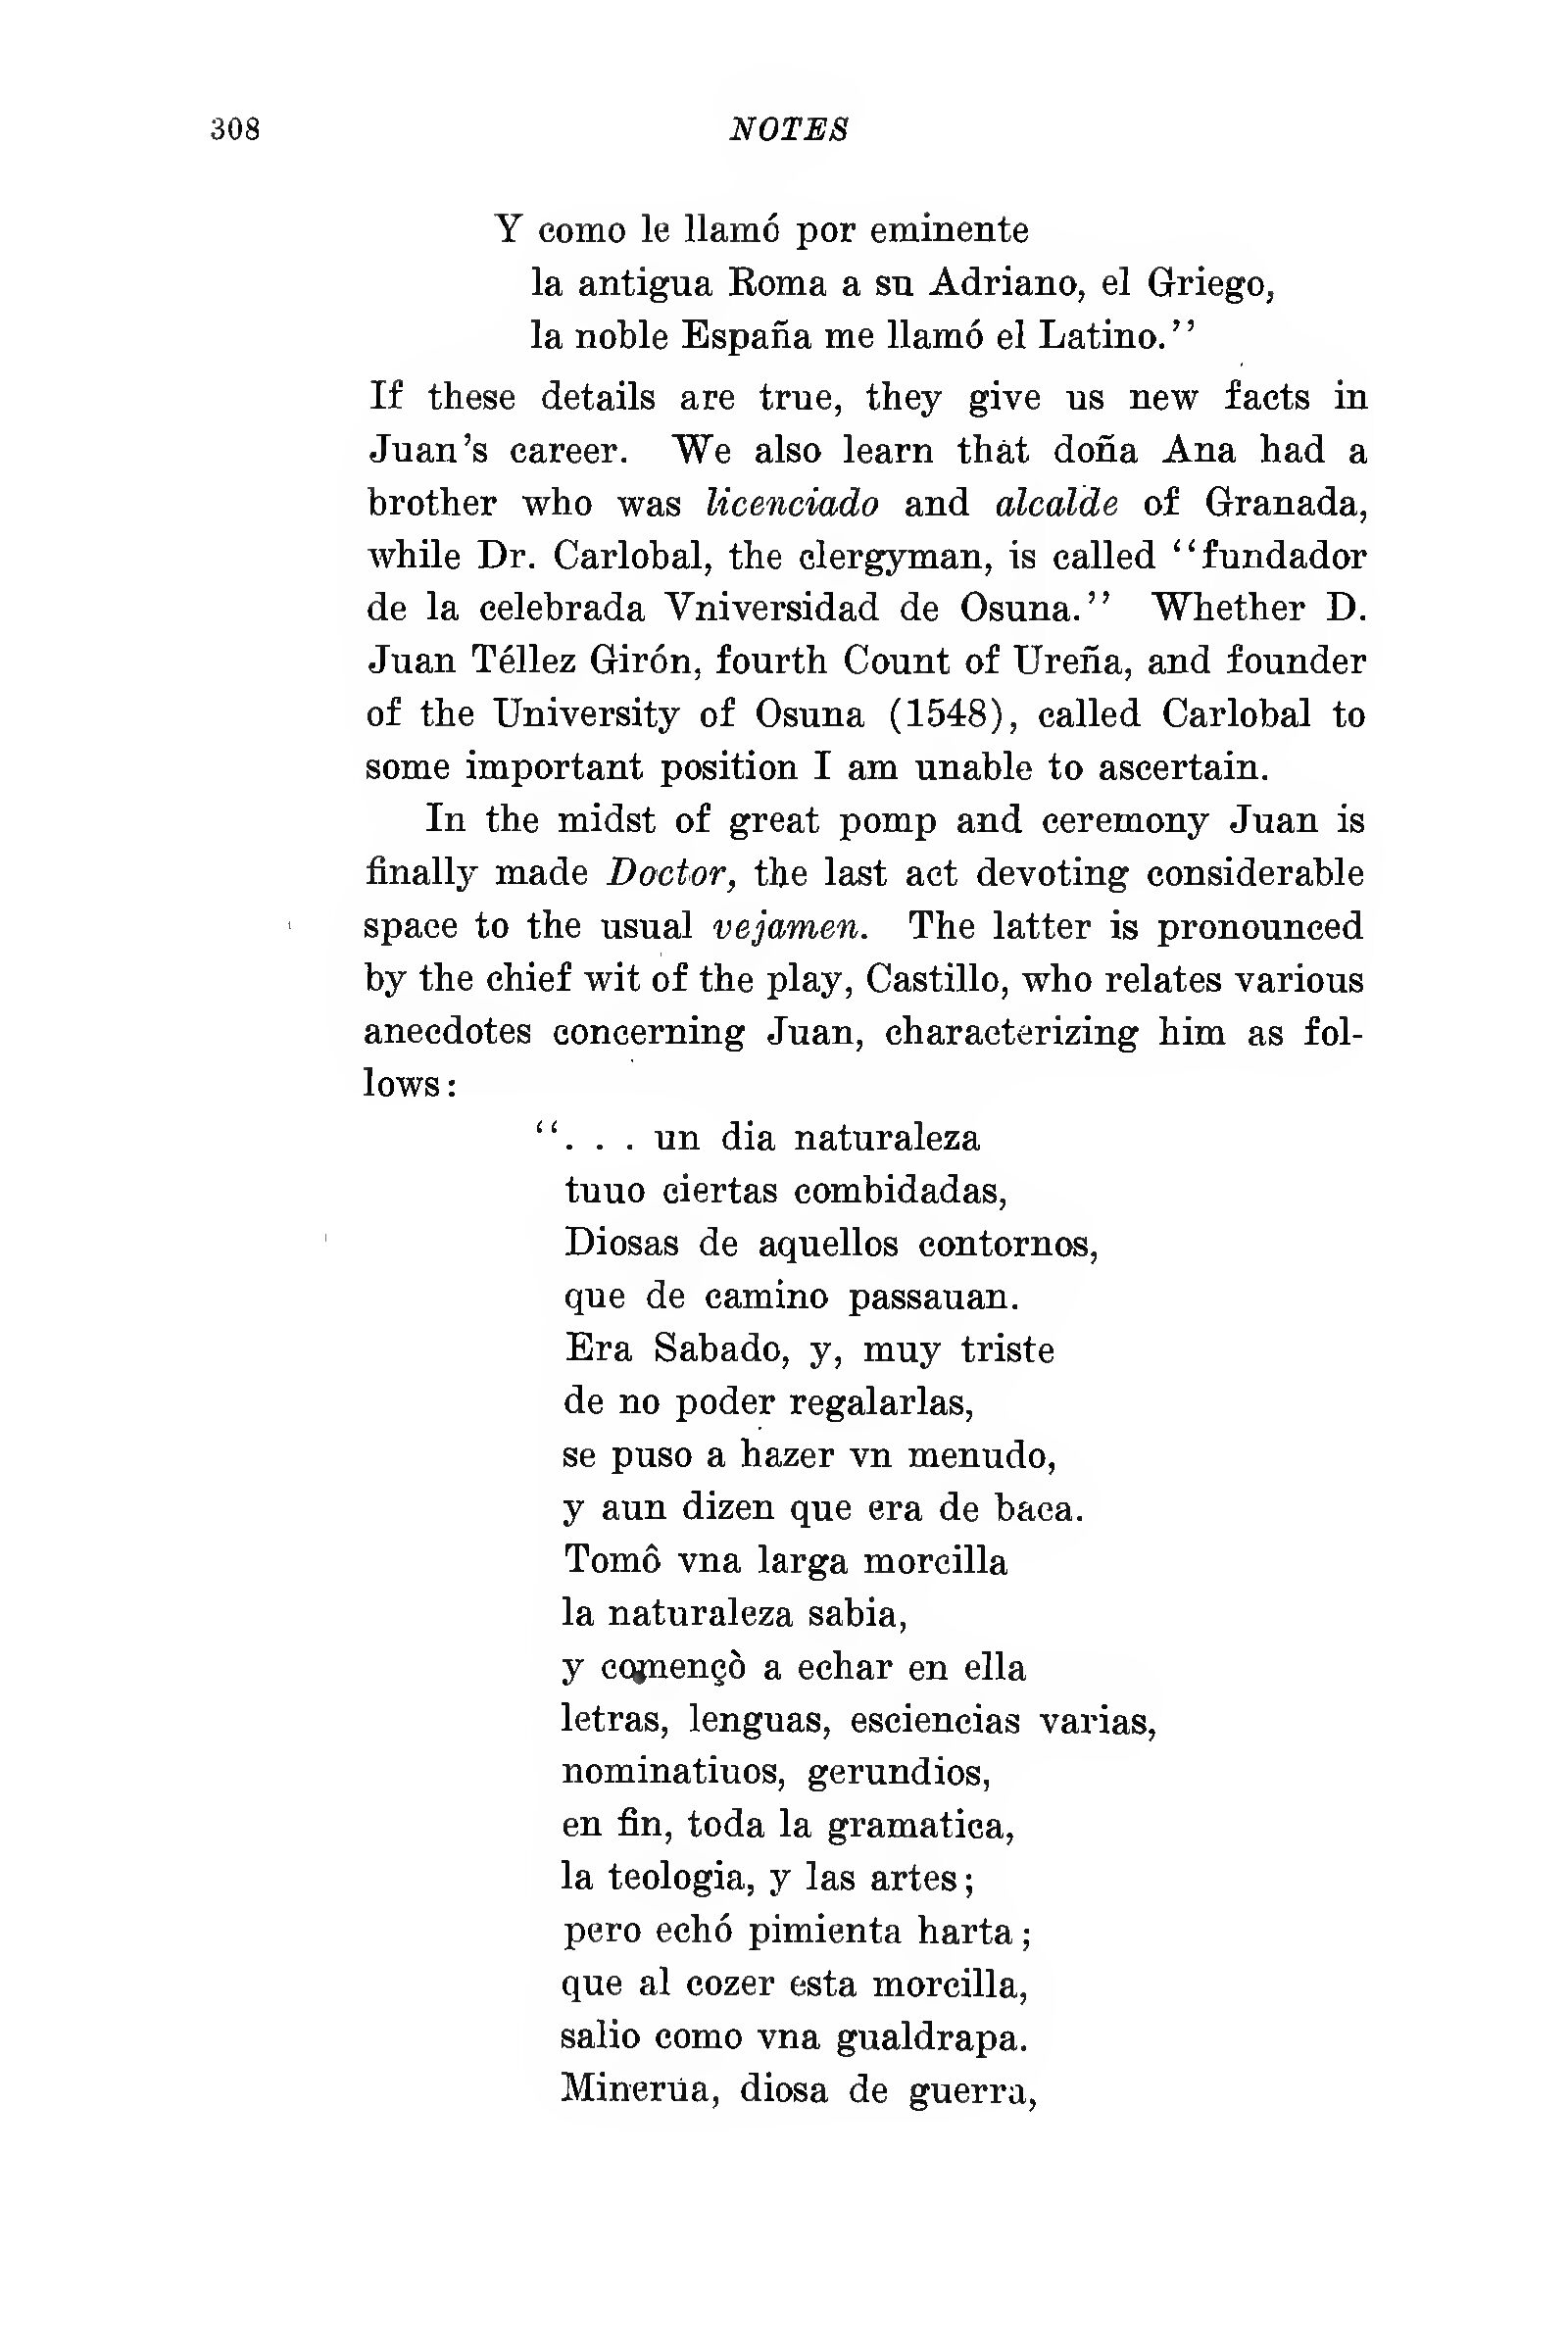 308 NOTES
Y como le llamó por eminente
la antigua Roma a su Adriano, el Griego,
la noble España me llamó el Latino.”
If these details are true, they give us new facts in
Juan’s career. We also learn that doña Ana had a
brother who was licenciado and alcalde of Granada,
while Dr. Carlobal, the clergyman, is called “fundador
de la celebrada Vniversidad de Osuna.” Whether D.
Juan Téllez Girón, fourth Count of Ureña, and founder
of the University of Osuna (1548), called Carlobal to
some important position I am unable to ascertain.
In the midst of great pomp and ceremony Juan is
finally made Doctor, the last act devoting considerable
space to the usual vejamen. The latter is pronounced
by the chief wit of the play, Castillo, who relates various
anecdotes concerning Juan, characterizing him as fol-
lows:
“. . . un dia naturaleza
tuuo ciertas combidadas,
Diosas de aquellos contornos,
que de camino passauan.
Era Sabado, y, muy triste
de no poder regalarlas,
se puso a hazer vn menudo,
y aun dizen que era de baca.
Tomô vna larga morcilla
la naturaleza sabia,
y començò a echar en ella
letras, lenguas, esciencias varias,
nominatiuos, gerundios,
en fin, toda la gramatica,
la teologia, y las artes;
pero echó pimienta harta;
que al cozer esta morcilla,
salio como vna gualdrapa.
Minerua, diosa de guerra,